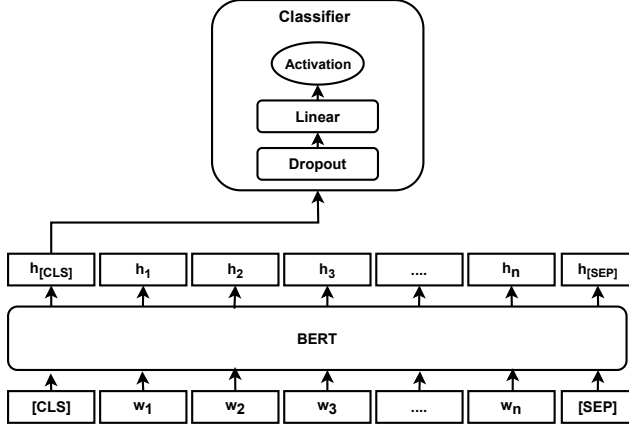 Classifier
Activation
Linear
Dropout
h[CLS] h1 h2 h3 .... hn h[SEP]
BERT
[CLS] w1 w2 w3 .... wn [SEP]